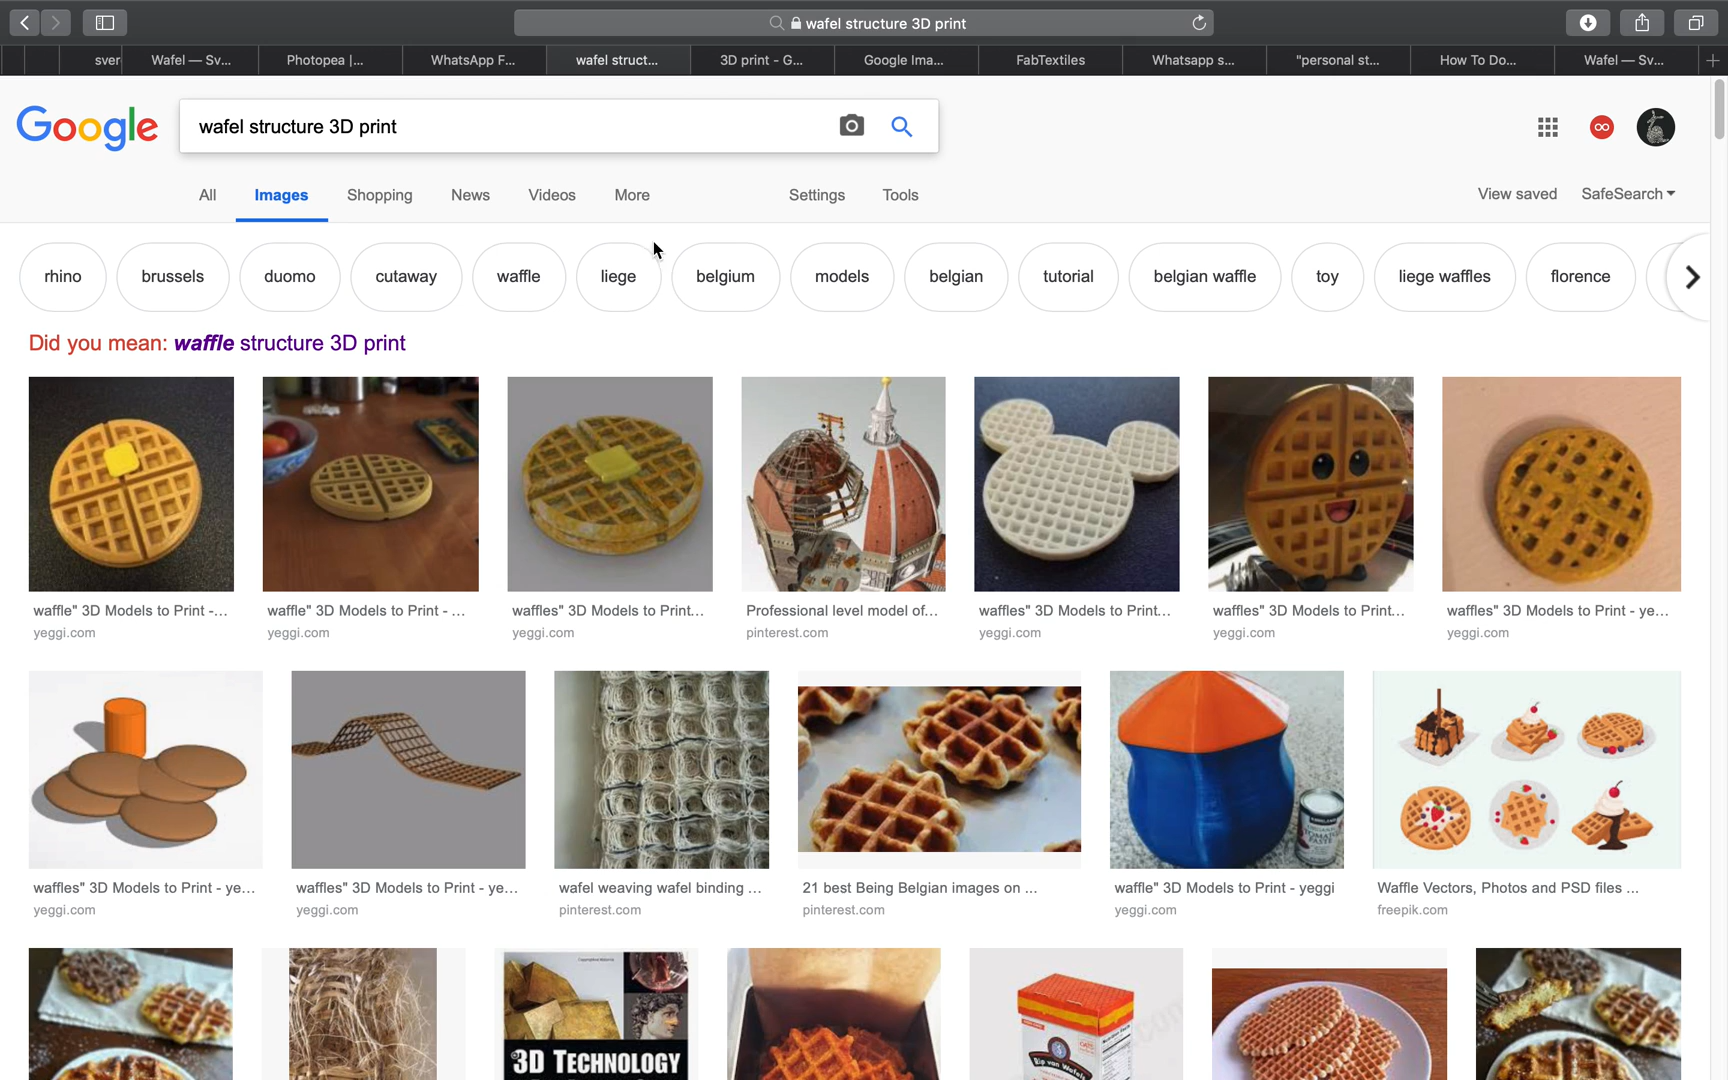 wafel structure 3D print
sver
Wafel — Sv...
Photopea |...
WhatsApp F...
wafel struct...
3D print - G...
Google Ima...
FabTextiles
Whatsapp s...
"personal st...
How To Do...
Wafel — Sv...
Google
wafel structure 3D print
All
Images
Shopping
News
Videos
More
Settings
Tools
View saved
SafeSearch
rhino
brussels
duomo
cutaway
waffle
liege
belgium
models
belgian
tutorial
belgian waffle
toy
liege waffles
florence
Did you mean: waffle structure 3D print
waffle" 3D Models to Print -...
yeggi.com
waffle" 3D Models to Print - ...
yeggi.com
waffles" 3D Models to Print...
yeggi.com
Professional level model of...
pinterest.com
waffles" 3D Models to Print...
yeggi.com
waffles" 3D Models to Print...
yeggi.com
waffles" 3D Models to Print - ye...
yeggi.com
waffles" 3D Models to Print - ye...
yeggi.com
waffles" 3D Models to Print - ye...
yeggi.com
wafel weaving wafel binding ...
pinterest.com
21 best Being Belgian images on ...
pinterest.com
waffle" 3D Models to Print - yeggi
yeggi.com
Waffle Vectors, Photos and PSD files ...
freepik.com
3D TECHNOLOGY
Rip van Wafels